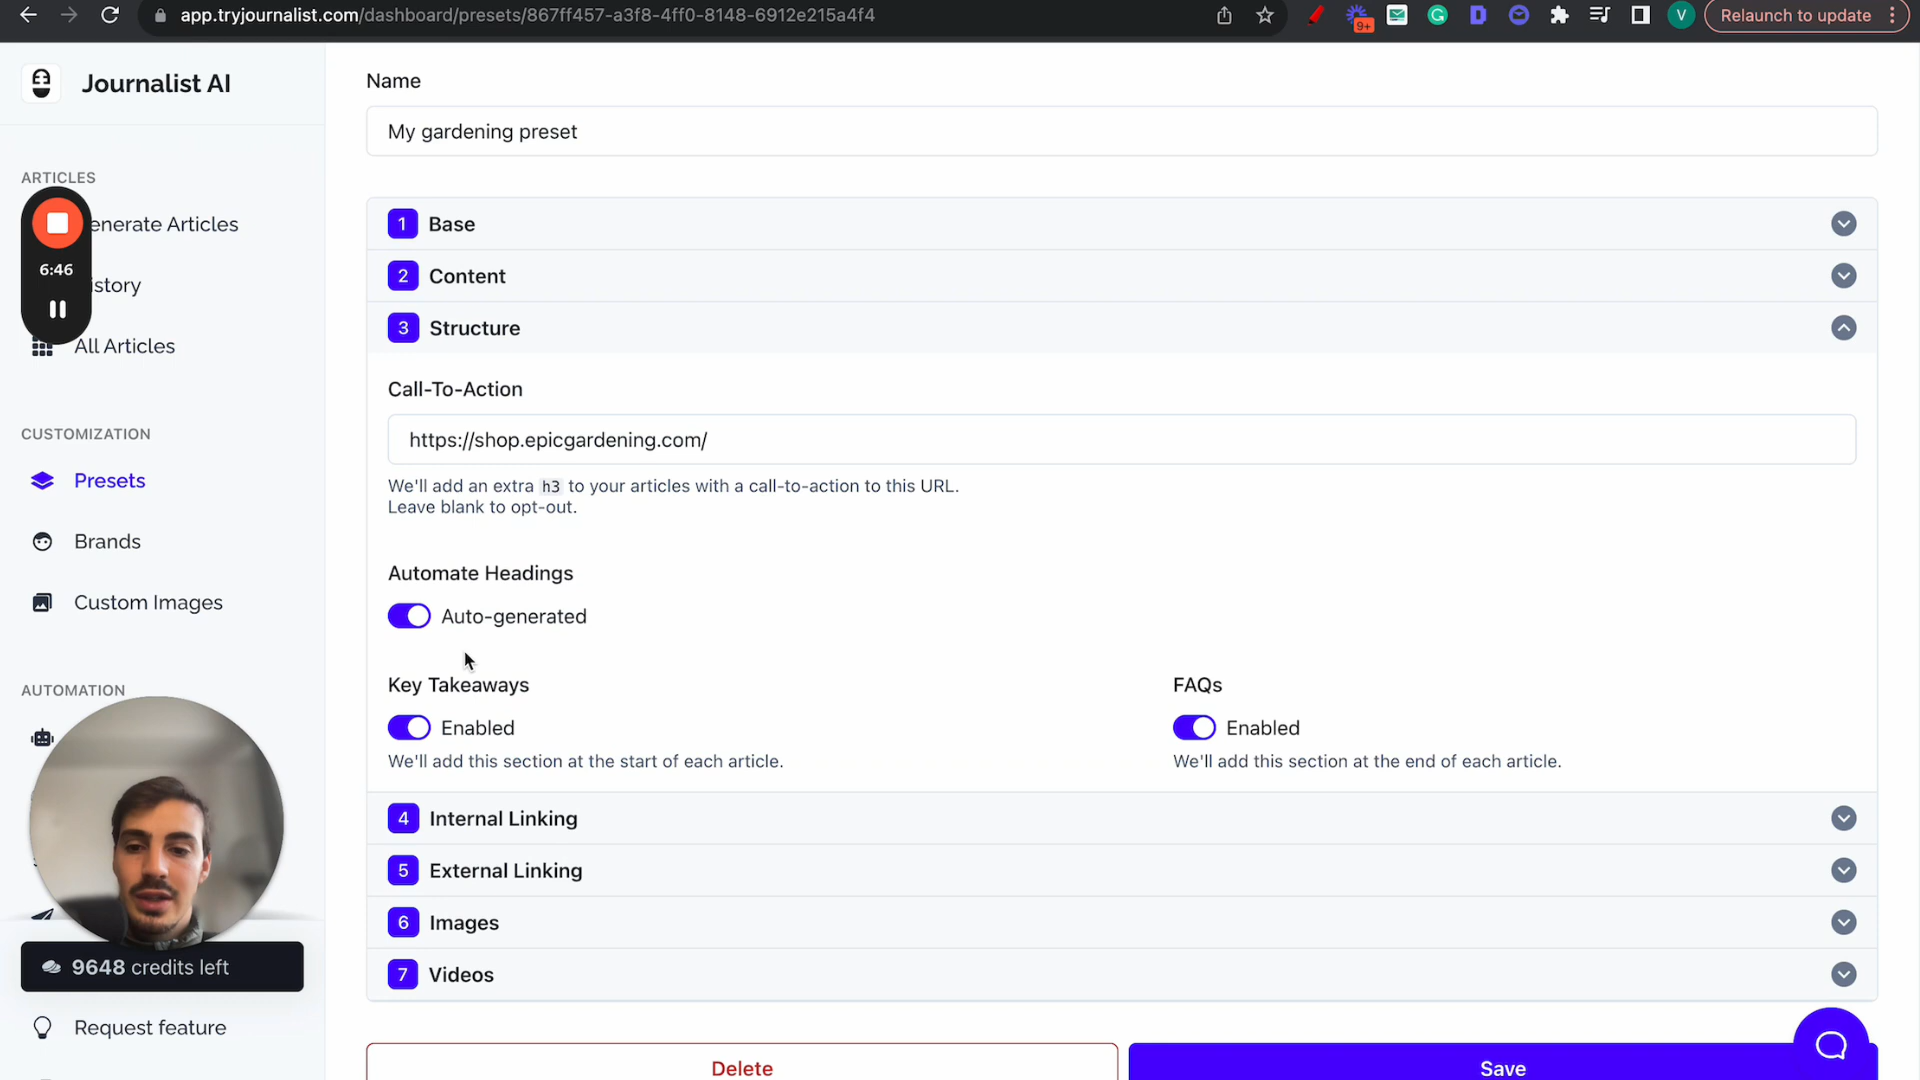 app.tryjournalist.com/dashboard/presets/867ff457-a3f8-4ff0-8148-6912e215a4f4
9+
G
D
V
Relaunch to update
Journalist AI
ARTICLES
enerate Articles
6:46
istory
All Articles
CUSTOMIZATION
Presets
Brands
Custom Images
AUTOMATION
9648 credits left
Request feature
Name
My gardening preset
1 Base
2 Content
3 Structure
Call-To-Action
https://shop.epicgardening.com/
We'll add an extra h3 to your articles with a call-to-action to this URL.
Leave blank to opt-out.
Automate Headings
Auto-generated
Key Takeaways
Enabled
We'll add this section at the start of each article.
FAQs
Enabled
We'll add this section at the end of each article.
4 Internal Linking
5 External Linking
6 Images
7 Videos
Delete
Save